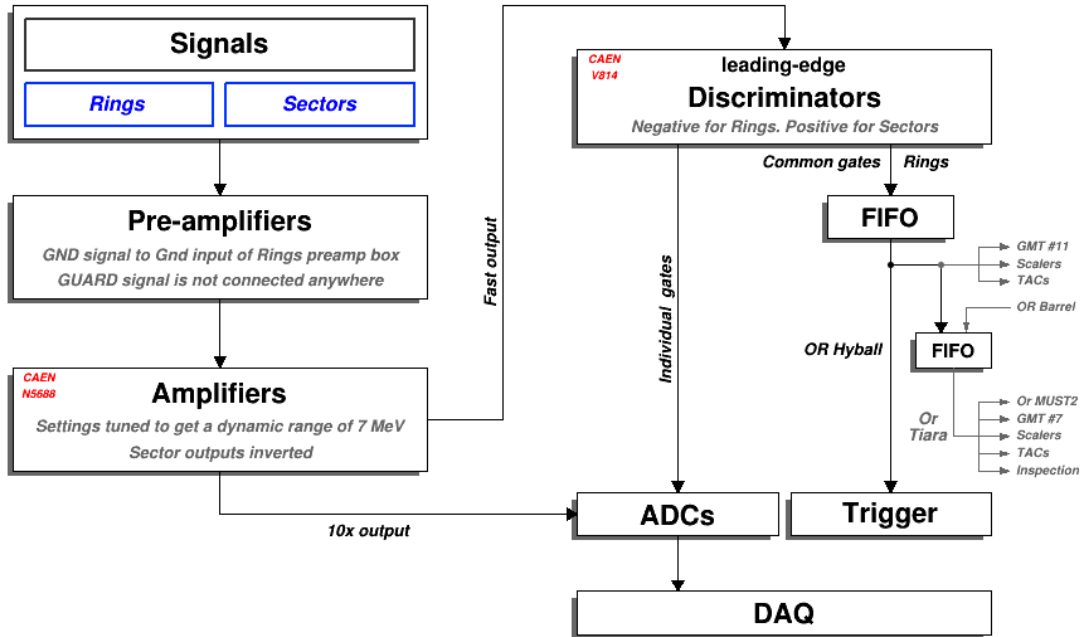 Signals
Rings
Sectors
Pre-amplifiers
GND signal to Gnd input of Rings preamp box
GUARD signal is not connected anywhere
CAEN
N5688
Amplifiers
Settings tuned to get a dynamic range of 7 MeV
Sector outputs inverted
10x output
Fast output
CAEN
V814
leading-edge
Discriminators
Negative for Rings. Positive for Sectors
Individual gates
Common gates
Rings
FIFO
GMT #11
Scalers
TACs
OR Barrel
FIFO
OR Hyball
Or
Tiara
Or MUST2
GMT #7
Scalers
TACs
Inspection
ADCs
Trigger
DAQ